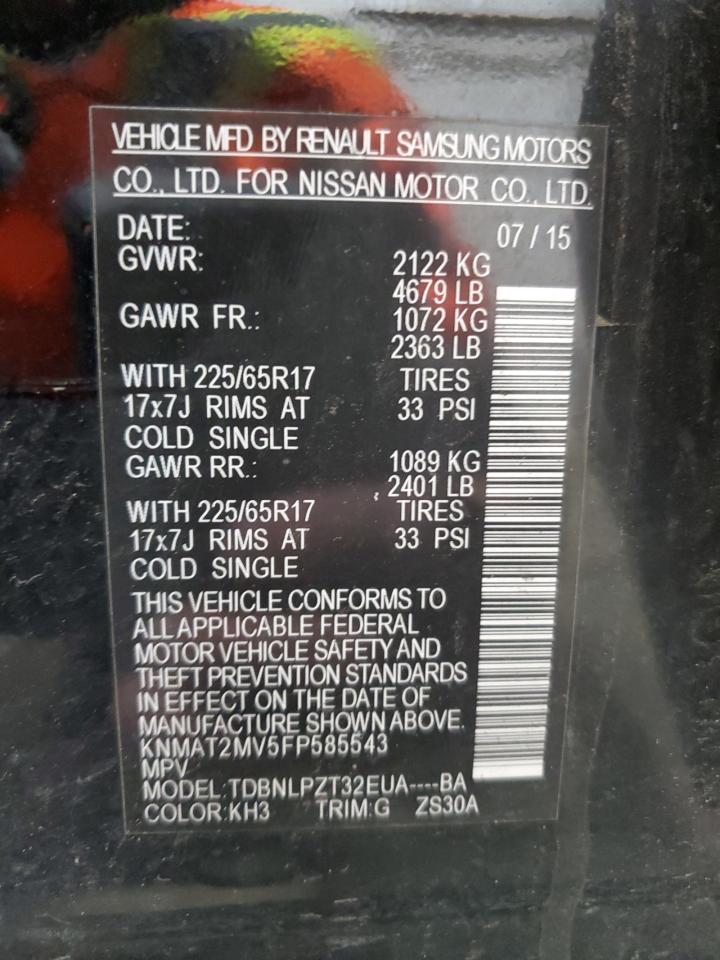 VEHICLE MFD BY RENAULT SAMSUNG MOTORS
CO., LTD. FOR NISSAN MOTOR CO., LTD.
DATE: 07 / 15
GVWR: 2122 KG
4679 LB
GAWR FR.: 1072 KG
2363 LB
WITH 225/65R17 TIRES
17x7J RIMS AT 33 PSI
COLD SINGLE
GAWR RR.: 1089 KG
2401 LB
WITH 225/65R17 TIRES
17x7J RIMS AT 33 PSI
COLD SINGLE
THIS VEHICLE CONFORMS TO
ALL APPLICABLE FEDERAL
MOTOR VEHICLE SAFETY AND
THEFT PREVENTION STANDARDS
IN EFFECT ON THE DATE OF
MANUFACTURE SHOWN ABOVE.
KNMAT2MV5FP585543
MPV
MODEL:TDBNLPZT32EUA----BA
COLOR:KH3 TRIM:G ZS30A